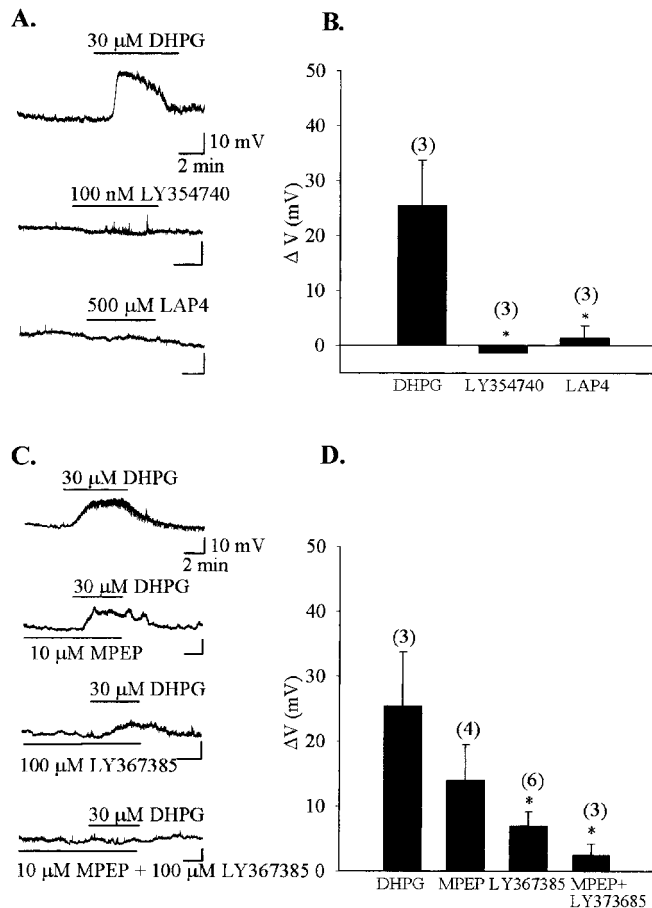 A.
30 µM DHPG
10 mV
2 min
100 nM LY354740
500 µM LAP4
B.
50
40
30
20
10
0
Δ V (mV)
(3)
(3)
*
(3)
*
DHPG
LY354740
LAP4
C.
30 µM DHPG
10 mV
2 min
30 µM DHPG
10 µM MPEP
30 µM DHPG
100 µM LY367385
30 µM DHPG
10 µM MPEP + 100 µM LY367385
D.
50
40
30
20
10
0
ΔV (mV)
(3)
(4)
(6)
*
(3)
*
DHPG
MPEP
LY367385
MPEP+
LY373685